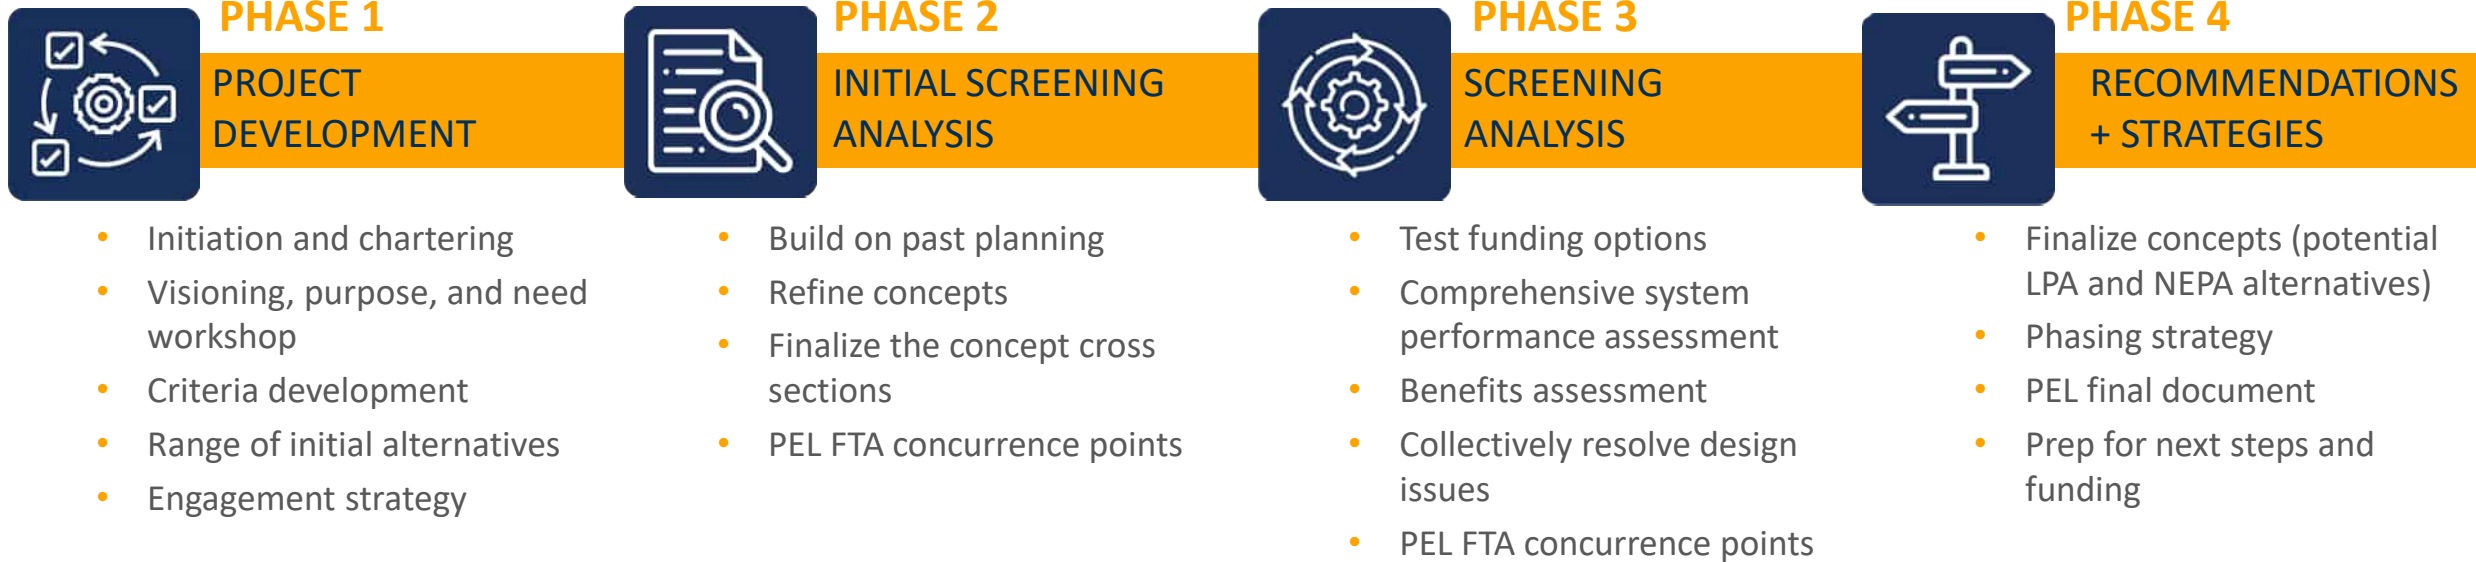 PHASE 1
PROJECT
DEVELOPMENT
• Initiation and chartering
• Visioning, purpose, and need
workshop
• Criteria development
• Range of initial alternatives
• Engagement strategy
PHASE 2
INITIAL SCREENING
ANALYSIS
• Build on past planning
• Refine concepts
• Finalize the concept cross
sections
• PEL FTA concurrence points
PHASE 3
SCREENING
ANALYSIS
• Test funding options
• Comprehensive system
performance assessment
• Benefits assessment
• Collectively resolve design
issues
• PEL FTA concurrence points
PHASE 4
RECOMMENDATIONS
+ STRATEGIES
• Finalize concepts (potential
LPA and NEPA alternatives)
• Phasing strategy
• PEL final document
• Prep for next steps and
funding